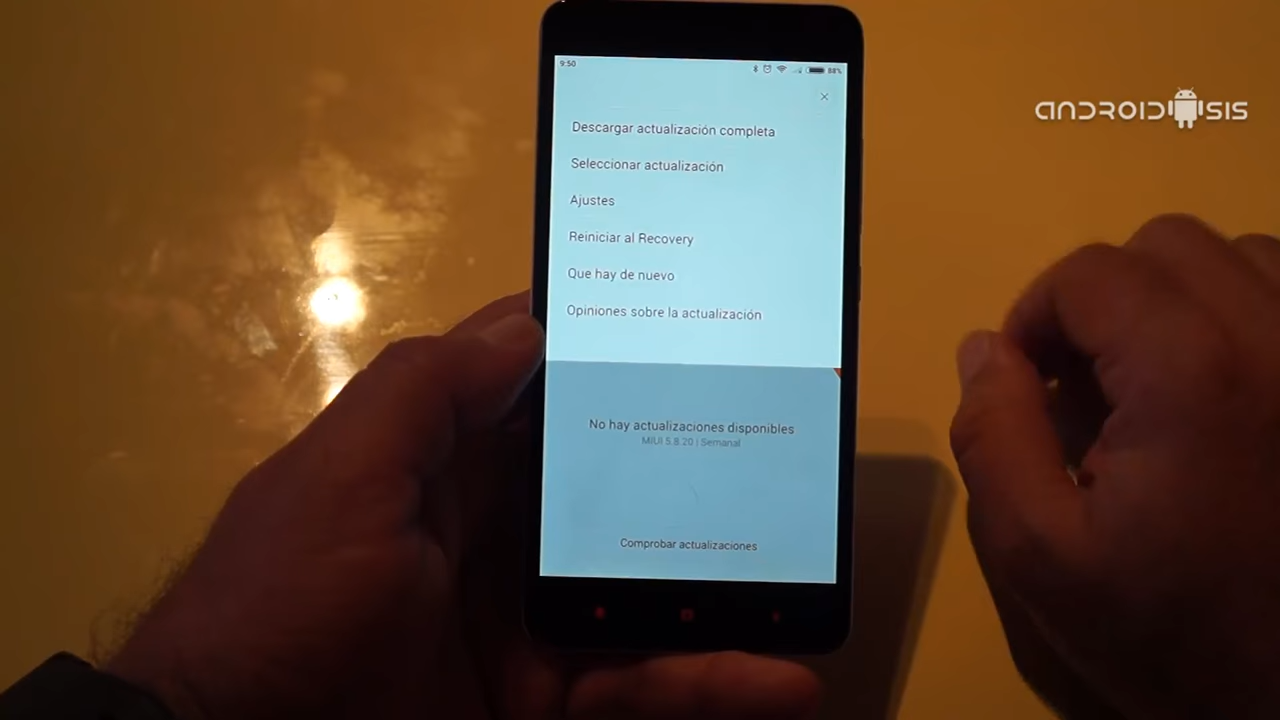 9:50
88%
ANDROIDSIS
Descargar actualización completa
Seleccionar actualización
Ajustes
Reiniciar al Recovery
Que hay de nuevo
Opiniones sobre la actualización
No hay actualizaciones disponibles
MIUI 5.8.20 | Semanal
Comprobar actualizaciones